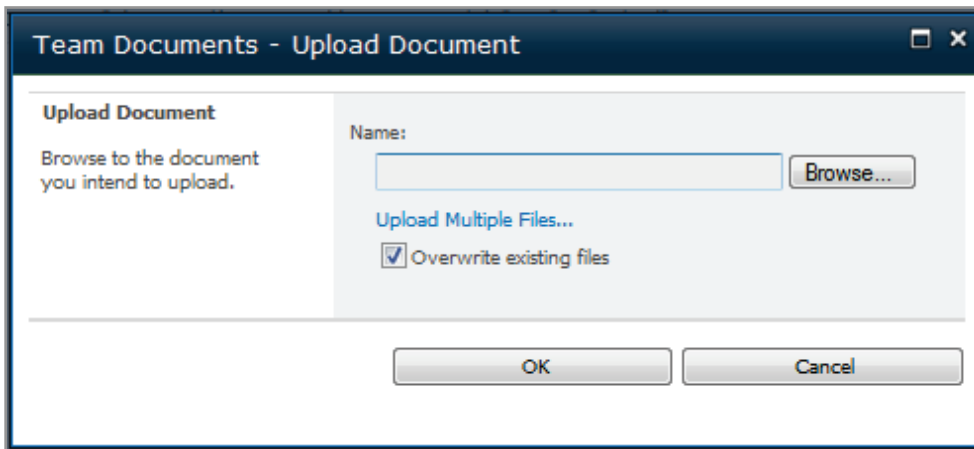 Team Documents - Upload Document
Upload Document
Browse to the document
you intend to upload.
Name:
Browse...
Upload Multiple Files...
Overwrite existing files
OK
Cancel